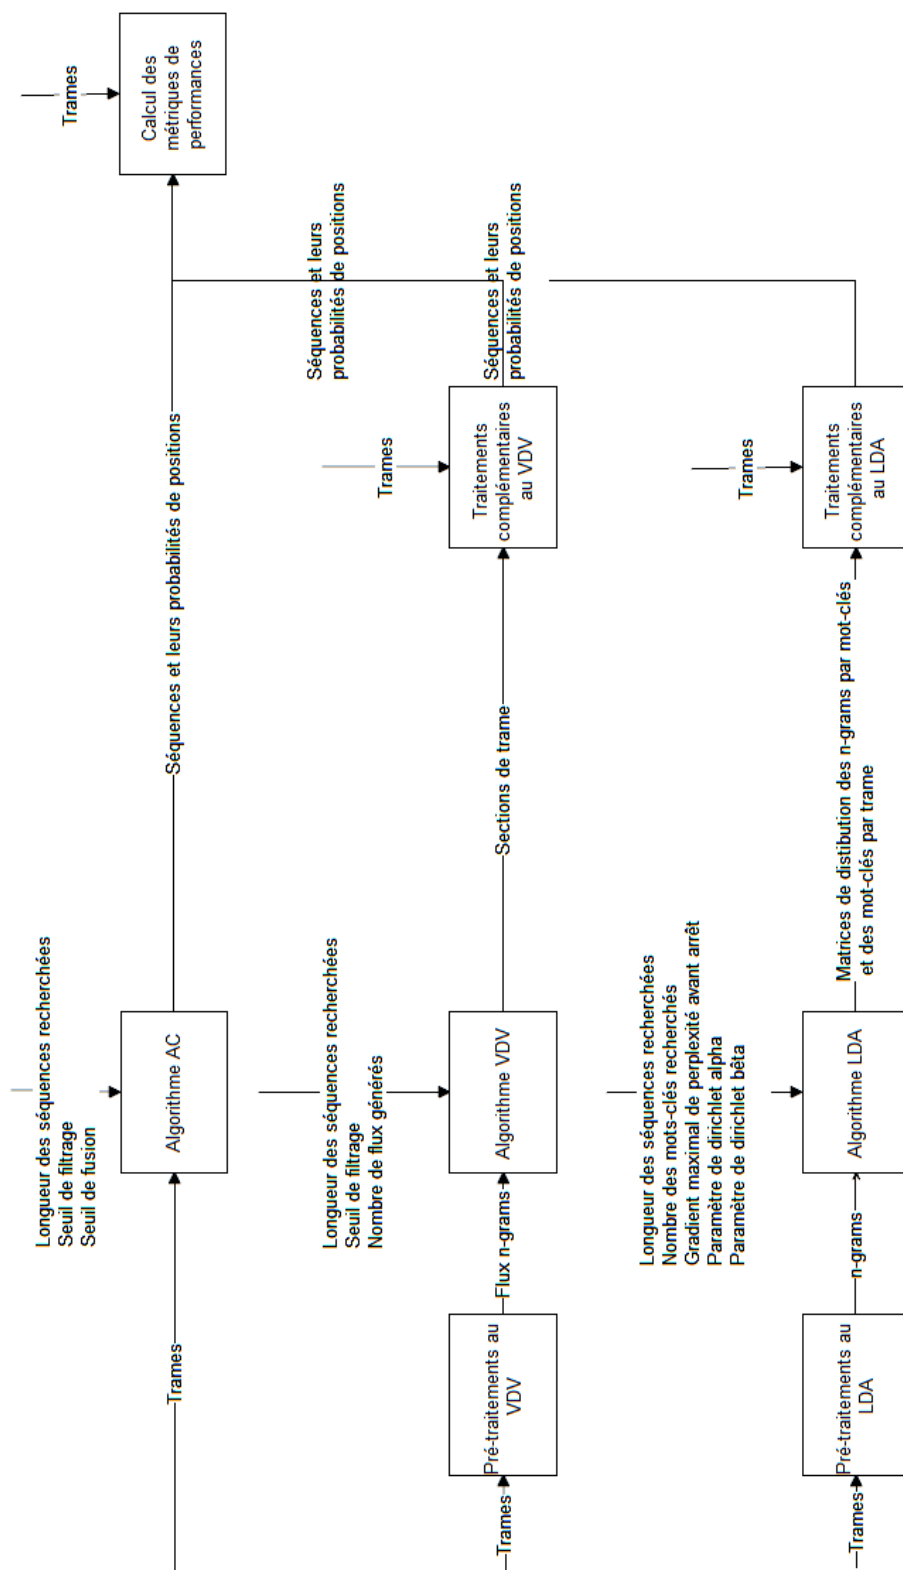 Trames
Calcul des
métriques de
performances
Séquences et leurs probabilités de positions
Longueur des séquences recherchées
Seuil de filtrage
Seuil de fusion
Algorithme AC
Trames
Séquences et leurs
probabilités de positions
Séquences et leurs
probabilités de positions
Trames
Traitements
complémentaires
au VDV
Sections de trame
Longueur des séquences recherchées
Seuil de filtrage
Nombre de flux générés
Algorithme VDV
Flux n-grams
Pré-traitements au
VDV
Trames
Trames
Traitements
complémentaires
au LDA
Matrices de distibution des n-grams par mot-clés
et des mot-clés par trame
Longueur des séquences recherchées
Nombre des mots-clés recherchés
Gradient maximal de perplexité avant arrêt
Paramètre de dirichlet alpha
Paramètre de dirichlet bêta
Algorithme LDA
n-grams
Pré-traitements au
LDA
Trames